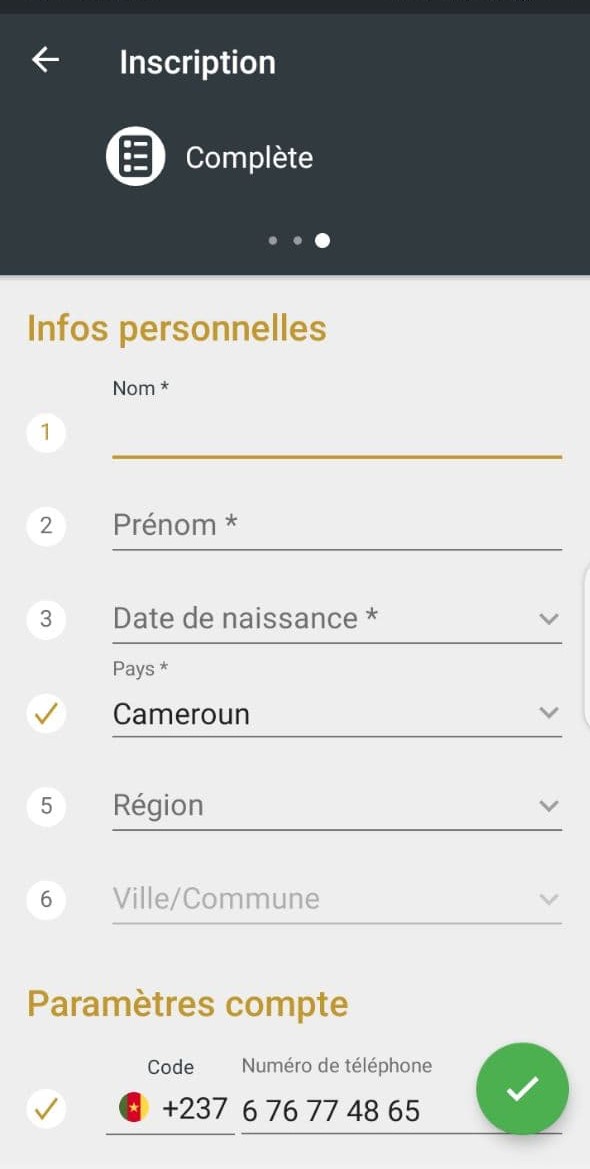 Inscription
Complète
Infos personnelles
Nom *
1
2 Prénom *
3 Date de naissance *
Pays *
Cameroun
5 Région
6 Ville/Commune
Paramètres compte
Code Numéro de téléphone
+237 6 76 77 48 65